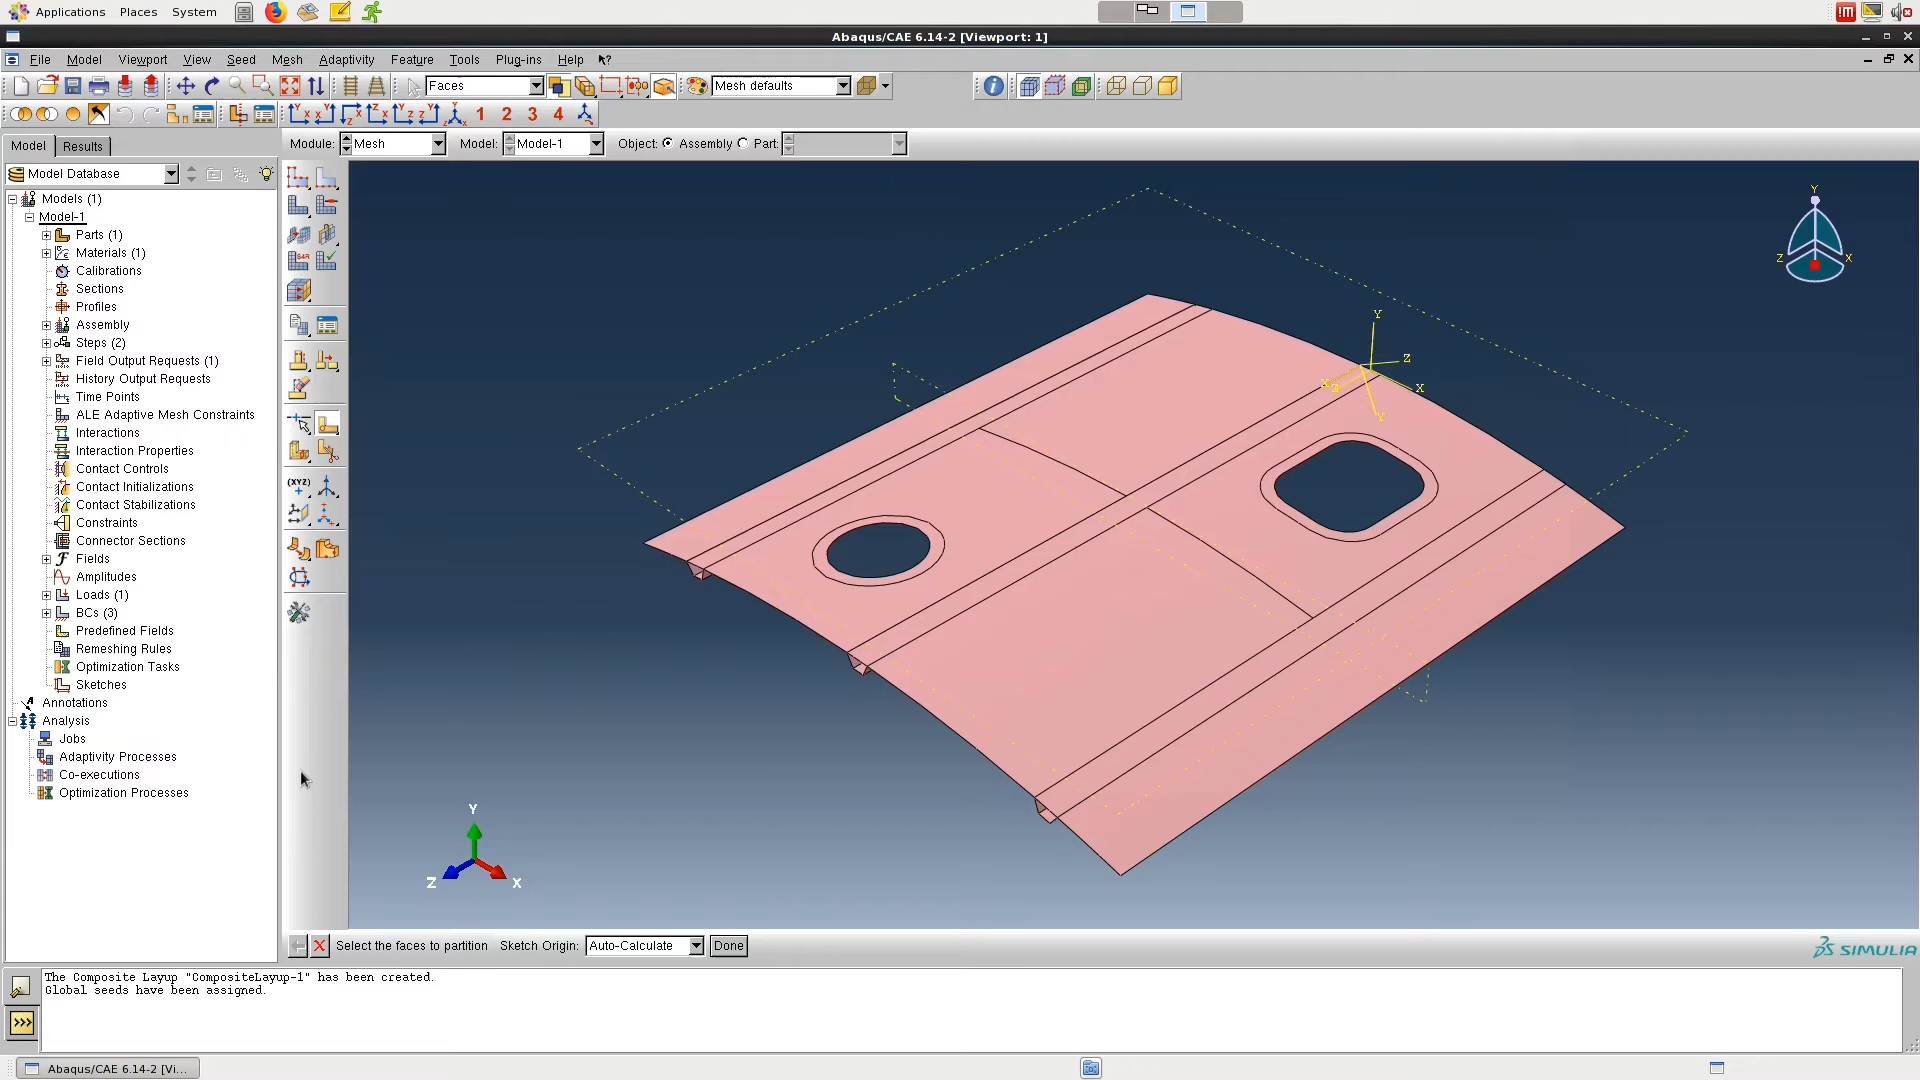 Applications Places System
Abaqus/CAE 6.14-2 [Viewport: 1]
File Model Viewport View Seed Mesh Adaptivity Feature Tools Plug-ins Help
Faces Mesh defaults
1 2 3 4
Model Results Module: Mesh Model: Model-1 Object: Assembly Part:
Model Database
Models (1)
Model-1
Parts (1)
Materials (1)
Calibrations
Sections
Profiles
Assembly
Steps (2)
Field Output Requests (1)
History Output Requests
Time Points
ALE Adaptive Mesh Constraints
Interactions
Interaction Properties
Contact Controls
Contact Initializations
Contact Stabilizations
Constraints
Connector Sections
Fields
Amplitudes
Loads (1)
BCs (3)
Predefined Fields
Remeshing Rules
Optimization Tasks
Sketches
Annotations
Analysis
Jobs
Adaptivity Processes
Co-executions
Optimization Processes
(XYZ)
Y
Z X
Y
Z
X
X
Z
Y
Y
Z X
Select the faces to partition Sketch Origin: Auto-Calculate Done
SIMULIA
The Composite Layup "CompositeLayup-1" has been created.
Global seeds have been assigned.
>>>
Abaqus/CAE 6.14-2 [Vi...